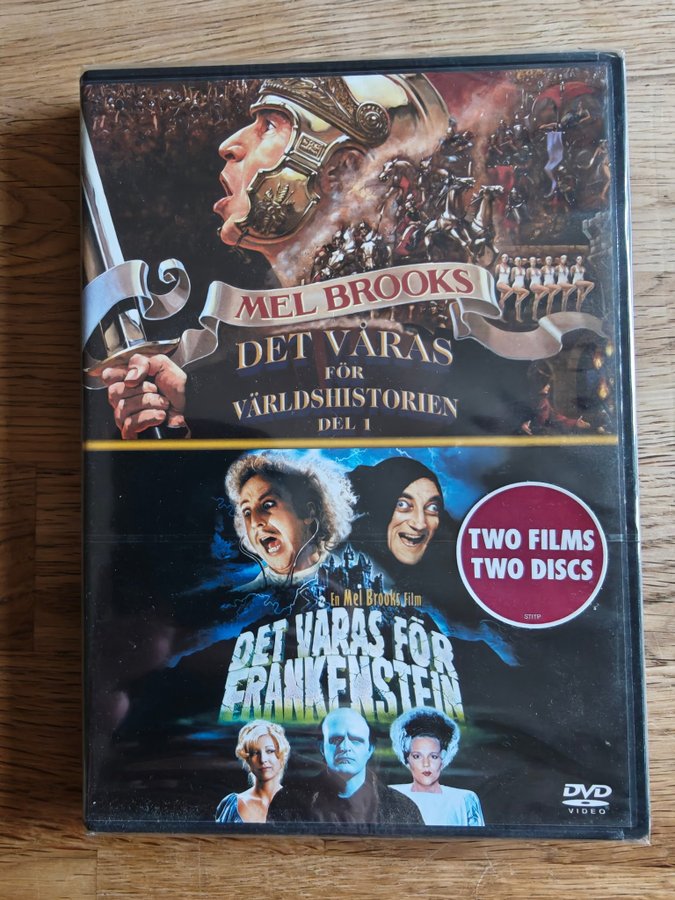 MEL BROOKS
DET VÅRAS
FÖR
VÄRLDSHISTORIEN
DEL 1
TWO FILMS
TWO DISCS
STITP
En Mel Brooks Film
DET VÅRAS FÖR
FRANKENSTEIN
DVD
VIDEO